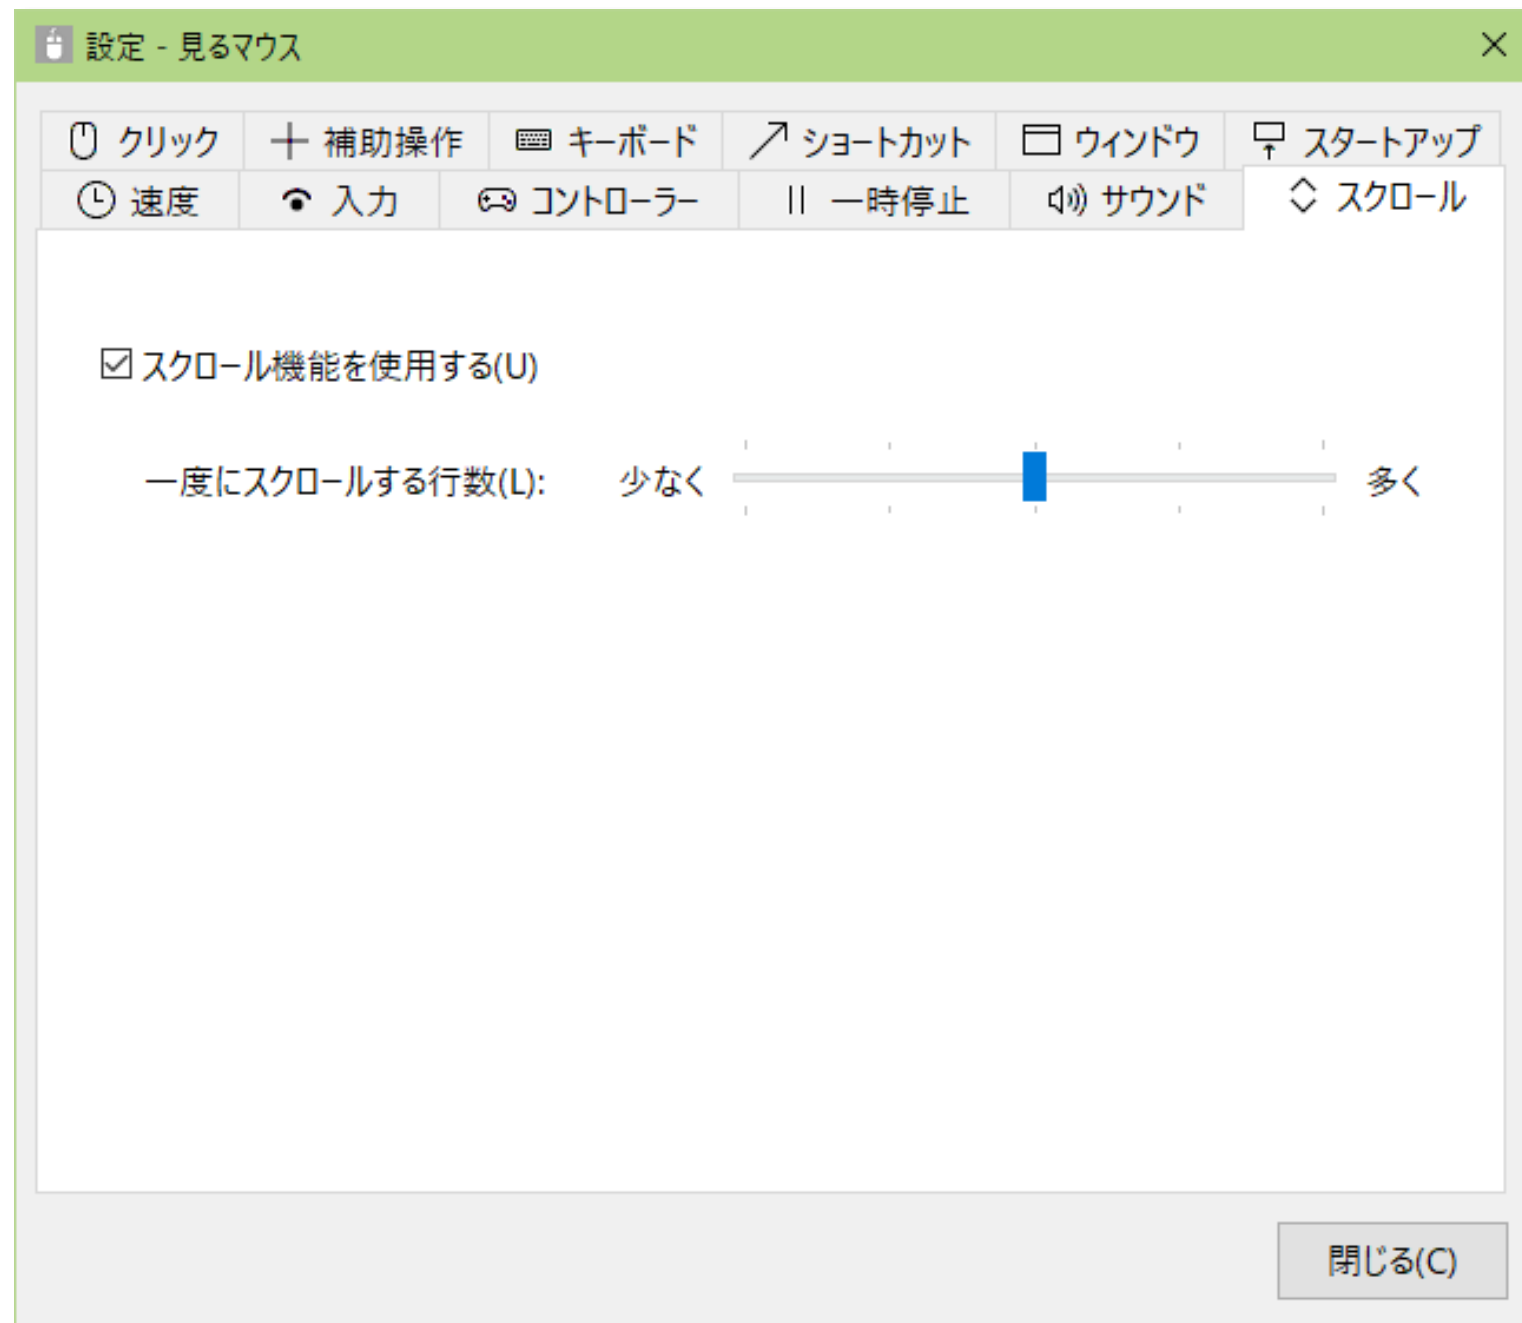 設定 - 見るマウス
クリック 補助操作 キーボード ショートカット ウィンドウ スタートアップ
速度 入力 コントローラー 一時停止 サウンド スクロール
スクロール機能を使用する(U)
一度にスクロールする行数(L): 少なく 多く
閉じる(C)